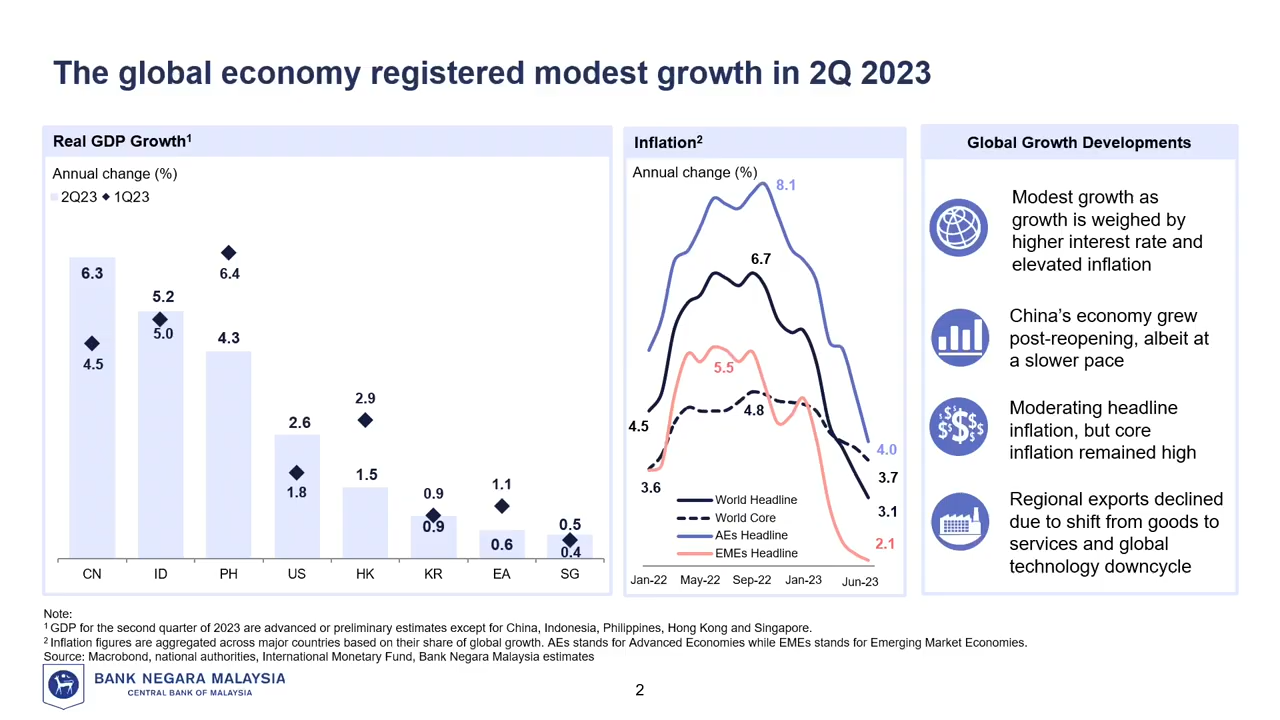 The global economy registered modest growth in 2Q 2023
Real GDP Growth1
Annual change (%)
2Q23 1Q23
6.3
4.5
5.2
5.0
6.4
4.3
2.6
1.8
2.9
1.5
0.9
0.9
1.1
0.6
0.5
0.4
CN ID PH US HK KR EA SG
Inflation2
Annual change (%)
8.1
6.7
5.5
4.8
4.5
3.6
4.0
3.7
3.1
2.1
World Headline
World Core
AEs Headline
EMEs Headline
Jan-22 May-22 Sep-22 Jan-23 Jun-23
Global Growth Developments
Modest growth as
growth is weighed by
higher interest rate and
elevated inflation
China’s economy grew
post-reopening, albeit at
a slower pace
Moderating headline
inflation, but core
inflation remained high
Regional exports declined
due to shift from goods to
services and global
technology downcycle
Note:
1 GDP for the second quarter of 2023 are advanced or preliminary estimates except for China, Indonesia, Philippines, Hong Kong and Singapore.
2 Inflation figures are aggregated across major countries based on their share of global growth. AEs stands for Advanced Economies while EMEs stands for Emerging Market Economies.
Source: Macrobond, national authorities, International Monetary Fund, Bank Negara Malaysia estimates
BANK NEGARA MALAYSIA
CENTRAL BANK OF MALAYSIA
2